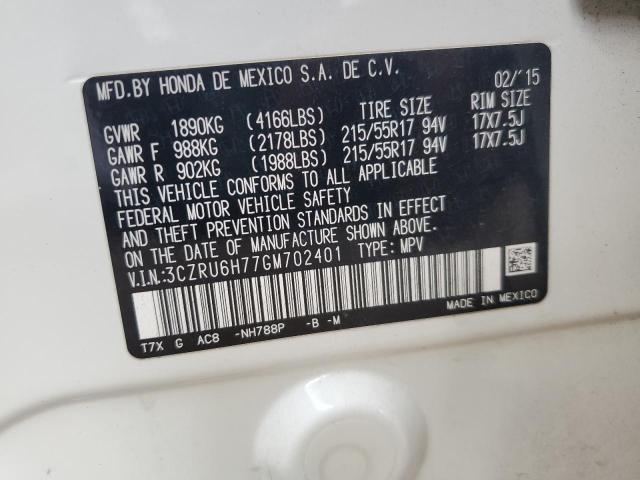 MFD.BY HONDA DE MEXICO S.A. DE C.V. 02/'15
TIRE SIZE RIM SIZE
GVWR 1890KG (4166LBS)
GAWR F 988KG (2178LBS) 215/55R17 94V 17X7.5J
GAWR R 902KG (1988LBS) 215/55R17 94V 17X7.5J
THIS VEHICLE CONFORMS TO ALL APPLICABLE
FEDERAL MOTOR VEHICLE SAFETY
AND THEFT PREVENTION STANDARDS IN EFFECT
ON THE DATE OF MANUFACTURE SHOWN ABOVE.
V.I.N.:3CZRU6H77GM702401 TYPE: MPV
MADE IN MEXICO
T7X G AC8 -NH788P -B -M